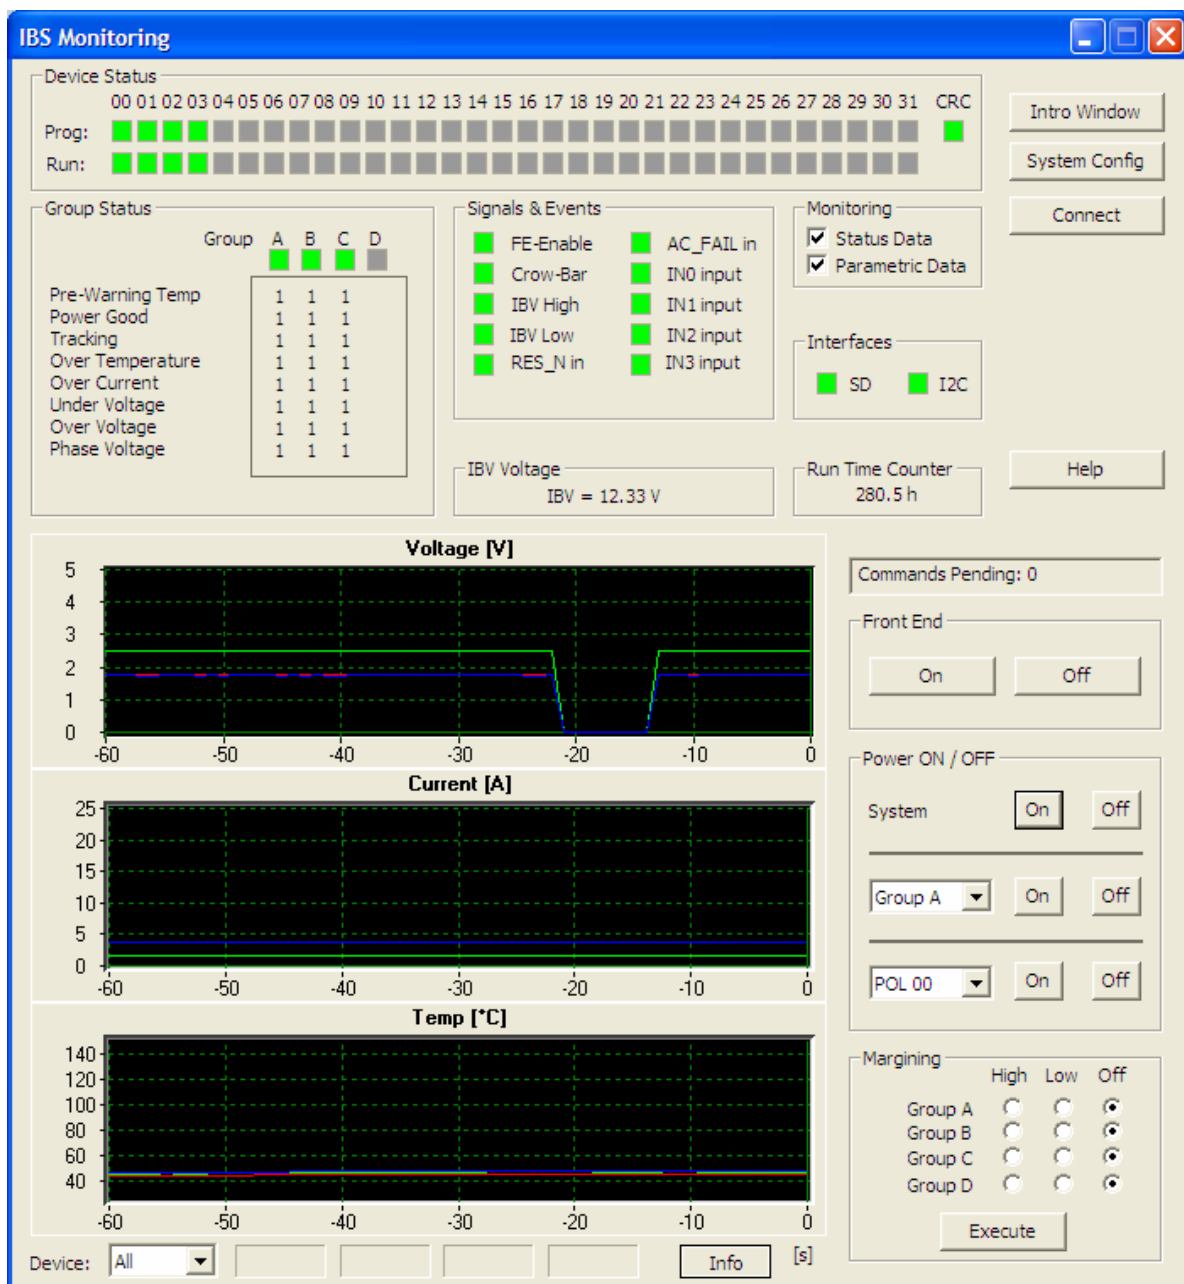 IBS Monitoring
Device Status
00 01 02 03 04 05 06 07 08 09 10 11 12 13 14 15 16 17 18 19 20 21 22 23 24 25 26 27 28 29 30 31 CRC
Prog:
Run:
Intro Window
System Config
Connect
Group Status
Group A B C D
Pre-Warning Temp 1 1 1
Power Good 1 1 1
Tracking 1 1 1
Over Temperature 1 1 1
Over Current 1 1 1
Under Voltage 1 1 1
Over Voltage 1 1 1
Phase Voltage 1 1 1
Signals & Events
FE-Enable AC_FAIL in
Crow-Bar IN0 input
IBV High IN1 input
IBV Low IN2 input
RES_N in IN3 input
Monitoring
Status Data
Parametric Data
Interfaces
SD I2C
IBV Voltage
IBV = 12.33 V
Run Time Counter
280.5 h
Help
Voltage [V]
5
4
3
2
1
0
-60 -50 -40 -30 -20 -10 0
Current [A]
25
20
15
10
5
0
-60 -50 -40 -30 -20 -10 0
Temp [°C]
140
120
100
80
60
40
-60 -50 -40 -30 -20 -10 0
Device: All Info [s]
Commands Pending: 0
Front End
On Off
Power ON / OFF
System On Off
Group A On Off
POL 00 On Off
Margining
High Low Off
Group A
Group B
Group C
Group D
Execute